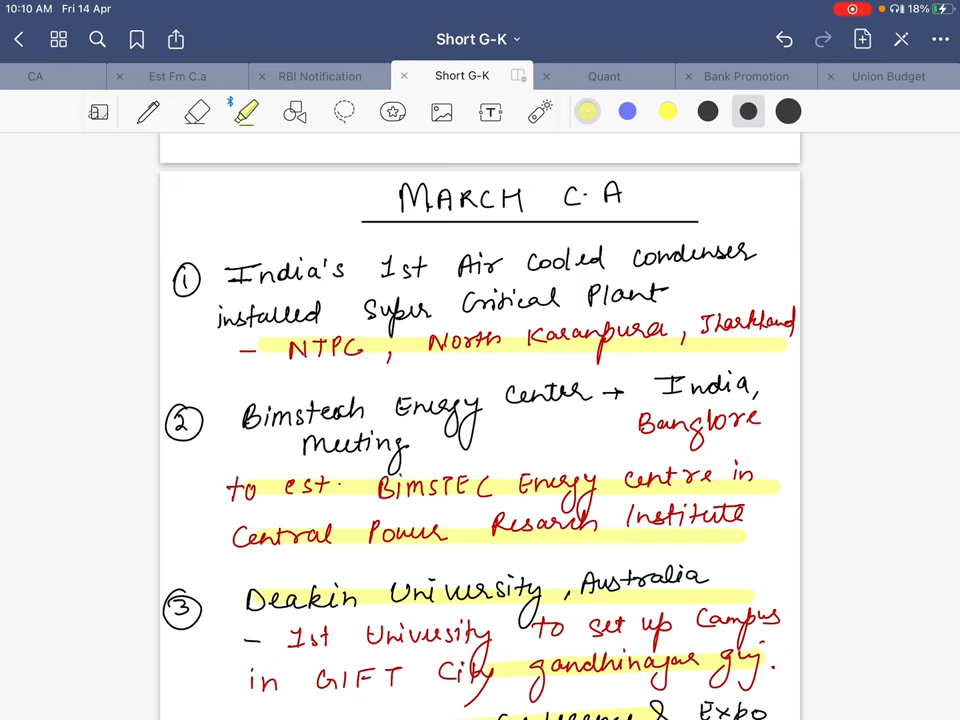 10:10 AM Fri 14 Apr 18%
Short G-K
CA Est Fm C.a RBI Notification Short G-K Quant Bank Promotion Union Budget
MARCH C.A
① India's 1st Air Cooled condenser
installed Super Critical Plant
- NTPC, North Karanpura, Jharkhand
② Bimstech Energy Center → India,
Meeting Banglore
to est. BIMSTEC Energy centre in
Central Power Resarch Institute
③ Deakin University, Australia
- 1st University to set up Campus
in GIFT City gandhinagar guj.
Conference & Expo